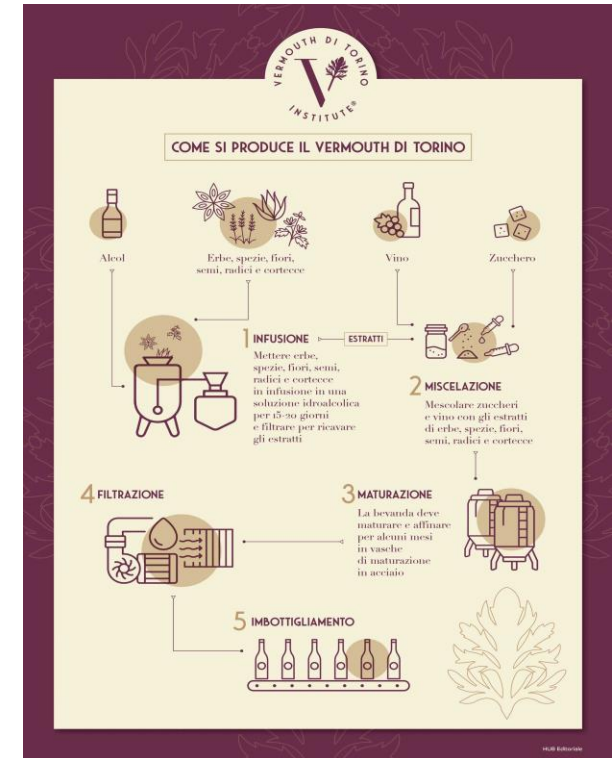 VERMOUTH DI TORINO
V
INSTITUTE®
COME SI PRODUCE IL VERMOUTH DI TORINO
Alcol
Erbe, spezie, fiori,
semi, radici e cortecce
Vino
Zucchero
1 INFUSIONE
Mettere erbe,
spezie, fiori, semi,
radici e cortecce
in infusione in una
soluzione idroalcolica
per 15-20 giorni
e filtrare per ricavare
gli estratti
ESTRATTI
2 MISCELAZIONE
Mescolare zuccheri
e vino con gli estratti
di erbe, spezie, fiori,
semi, radici e cortecce
3 MATURAZIONE
La bevanda deve
maturare e affinare
per alcuni mesi
in vasche
di maturazione
in acciaio
4 FILTRAZIONE
5 IMBOTTIGLIAMENTO
HUB Editoriale